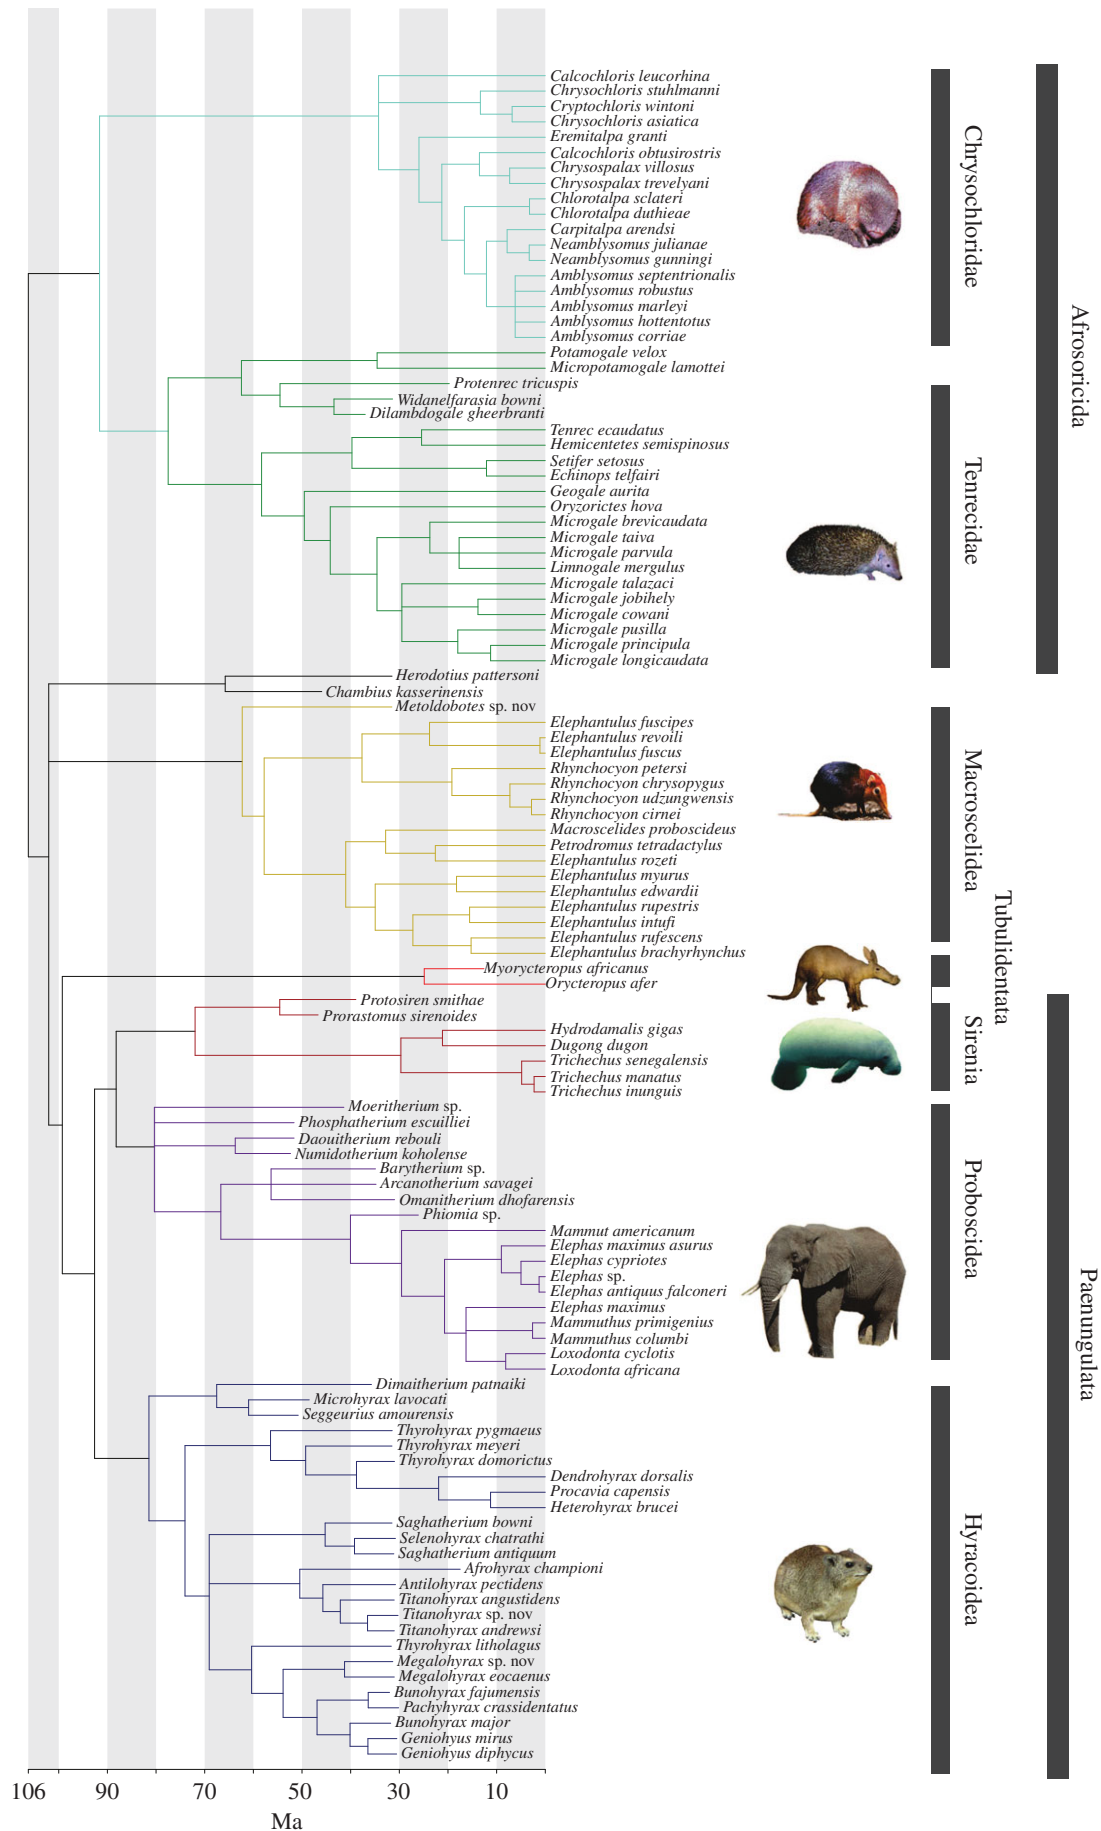 Calcochloris leucorhina
Chrysochloris stuhlmanni
Cryptochloris wintoni
Chrysochloris asiatica
Eremitalpa granti
Calcochloris obtusirostris
Chrysospalax villosus
Chrysospalax trevelyani
Chlorotalpa sclateri
Chlorotalpa duthieae
Carpitalpa arendsi
Neamblysomus julianae
Neamblysomus gunningi
Amblysomus septentrionalis
Amblysomus robustus
Amblysomus marleyi
Amblysomus hottentotus
Amblysomus corriae
Potamogale velox
Micropotamogale lamottei
Protenrec tricuspis
Widanelfarasia bowni
Dilambdogale gheerbranti
Tenrec ecaudatus
Hemicentetes semispinosus
Setifer setosus
Echinops telfairi
Geogale aurita
Oryzorictes hova
Microgale brevicaudata
Microgale taiva
Microgale parvula
Limnogale mergulus
Microgale talazaci
Microgale jobihely
Microgale cowani
Microgale pusilla
Microgale principula
Microgale longicaudata
Herodotius pattersoni
Chambius kasserinensis
Metoldobotes sp. nov
Elephantulus fuscipes
Elephantulus revoili
Elephantulus fuscus
Rhynchocyon petersi
Rhynchocyon chrysopygus
Rhynchocyon udzungwensis
Rhynchocyon cirnei
Macroscelides proboscideus
Petrodromus tetradactylus
Elephantulus rozeti
Elephantulus myurus
Elephantulus edwardii
Elephantulus rupestris
Elephantulus intufi
Elephantulus rufescens
Elephantulus brachyrhynchus
Myorycteropus africanus
Orycteropus afer
Protosiren smithae
Prorastomus sirenoides
Hydrodamalis gigas
Dugong dugon
Trichechus senegalensis
Trichechus manatus
Trichechus inunguis
Moeritherium sp.
Phosphatherium escuilliei
Daouitherium rebouli
Numidotherium koholense
Barytherium sp.
Arcanotherium savagei
Omanitherium dhofarensis
Phiomia sp.
Mammut americanum
Elephas maximus asurus
Elephas cypriotes
Elephas sp.
Elephas antiquus falconeri
Elephas maximus
Mammuthus primigenius
Mammuthus columbi
Loxodonta cyclotis
Loxodonta africana
Dimaitherium patnaiki
Microhyrax lavocati
Seggeurius amourensis
Thyrohyrax pygmaeus
Thyrohyrax meyeri
Thyrohyrax domorictus
Dendrohyrax dorsalis
Procavia capensis
Heterohyrax brucei
Saghatherium bowni
Selenohyrax chatrathi
Saghatherium antiquum
Afrohyrax championi
Antilohyrax pectidens
Titanohyrax angustidens
Titanohyrax sp. nov
Titanohyrax andrewsi
Thyrohyrax litholagus
Megalohyrax sp. nov
Megalohyrax eocaenus
Bunohyrax fajumensis
Pachyhyrax crassidentatus
Bunohyrax major
Geniohyus mirus
Geniohyus diphycus
Chrysochloridae
Tenrecidae
Macroscelidea
Tubulidentata
Sirenia
Proboscidea
Hyracoidea
Afrosoricida
Paenungulata
106 90 70 50 30 10
Ma